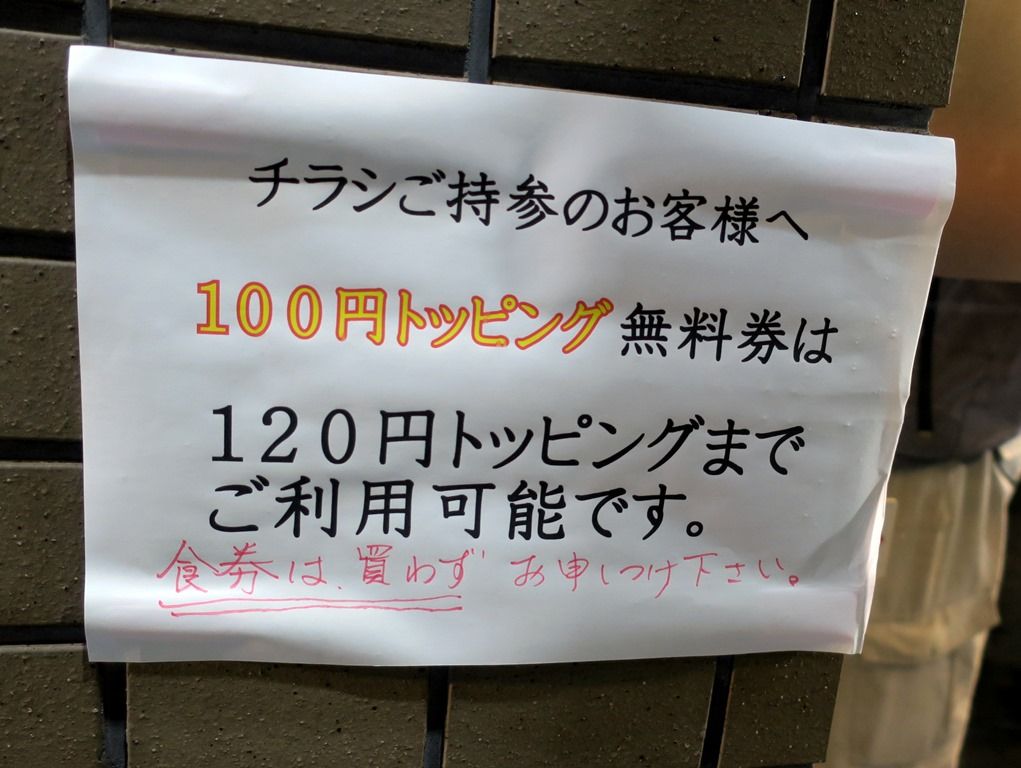 チラシご持参のお客様へ
100円トッピング無料券は
120円トッピングまで
ご利用可能です。
食券は、買わず お申しつけ下さい。